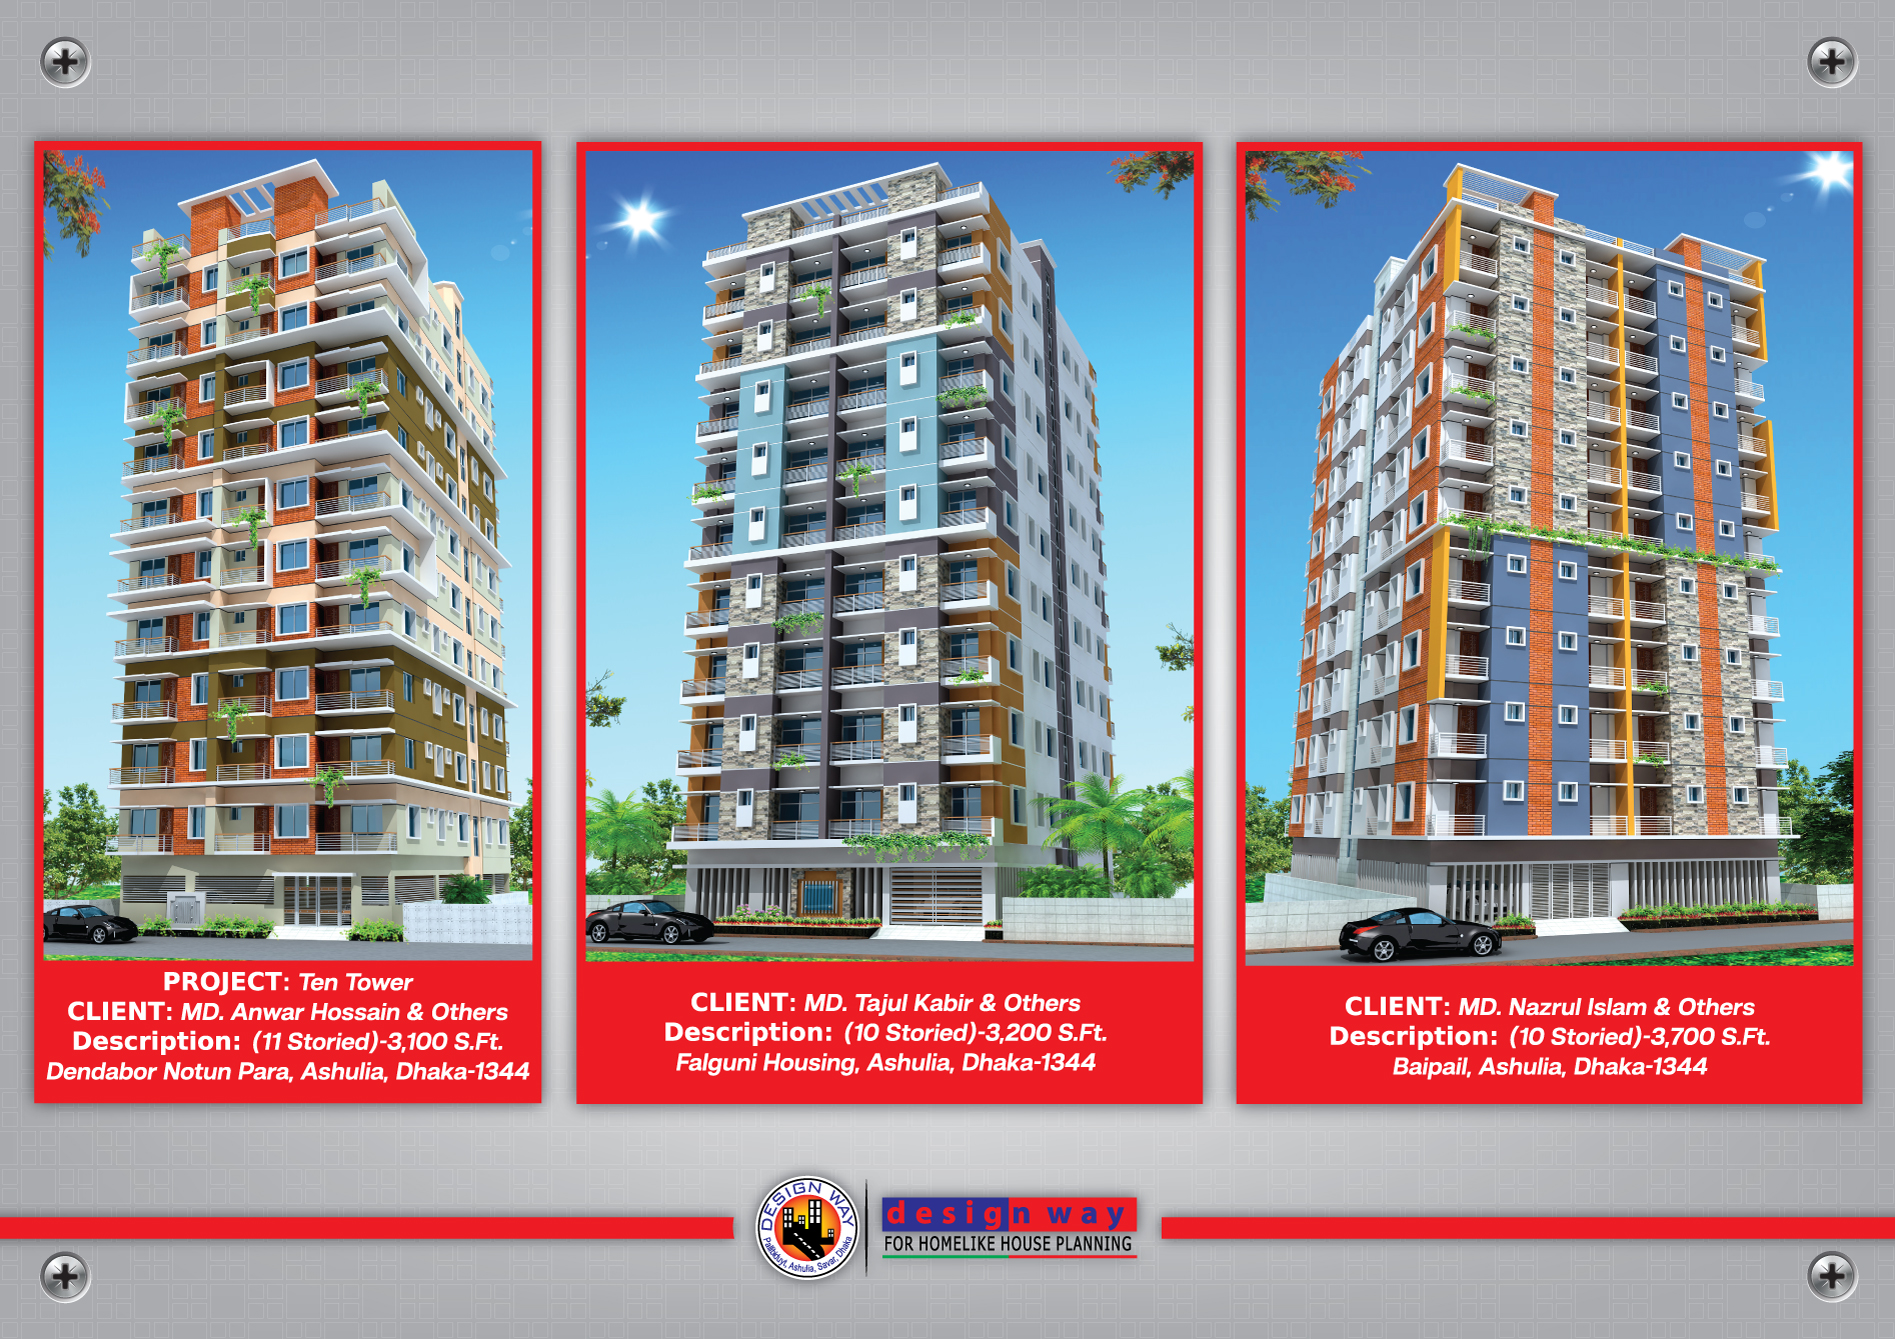 PROJECT: Ten Tower
CLIENT: MD. Anwar Hossain & Others
Description: (11 Storied)-3,100 S.Ft.
Dendabor Notun Para, Ashulia, Dhaka-1344
CLIENT: MD. Tajul Kabir & Others
Description: (10 Storied)-3,200 S.Ft.
Falguni Housing, Ashulia, Dhaka-1344
CLIENT: MD. Nazrul Islam & Others
Description: (10 Storied)-3,700 S.Ft.
Baipail, Ashulia, Dhaka-1344
DESIGN WAY
Ashulia, Savar, Dhaka
design way
FOR HOMELIKE HOUSE PLANNING